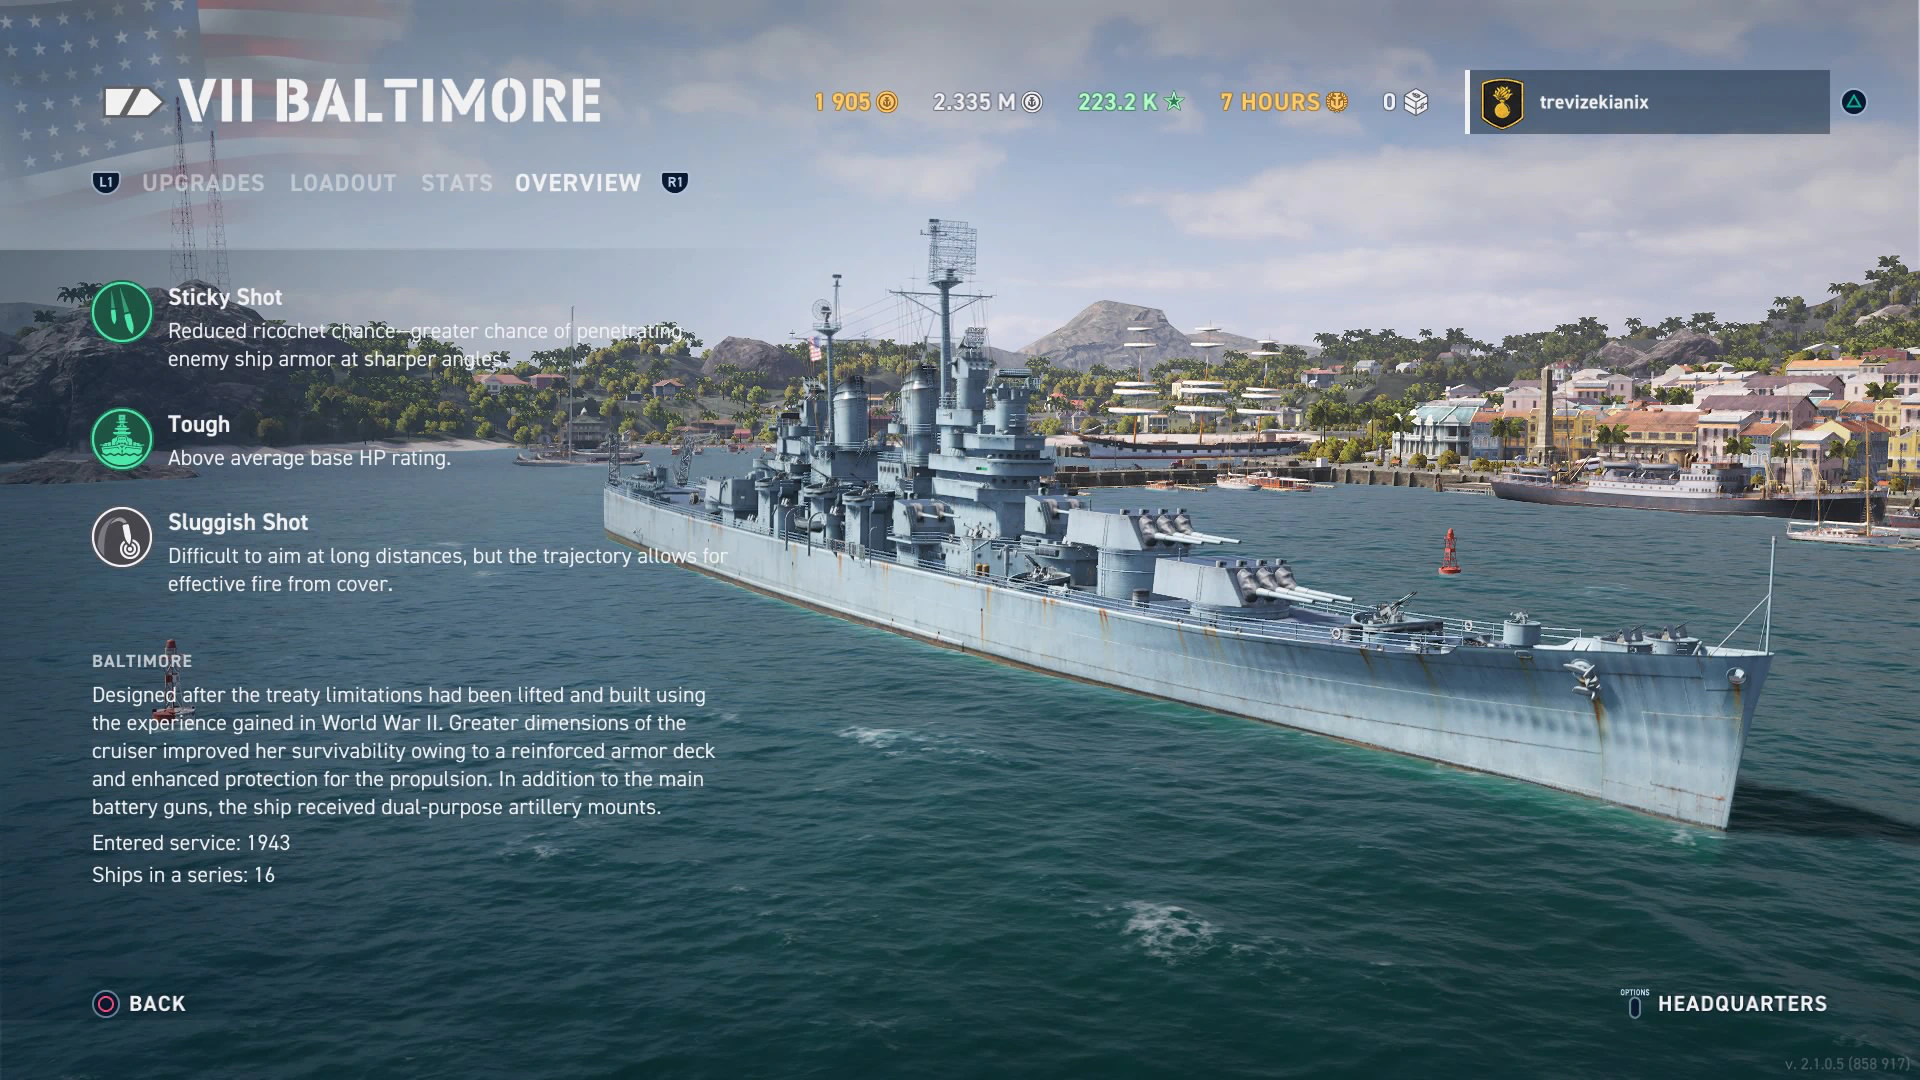 VII BALTIMORE
1 905
2.335 M
223.2 K
7 HOURS
0
trevizekianix
L1 UPGRADES LOADOUT STATS OVERVIEW R1
Sticky Shot
Reduced ricochet chance—greater chance of penetrating
enemy ship armor at sharper angles.
Tough
Above average base HP rating.
Sluggish Shot
Difficult to aim at long distances, but the trajectory allows for
effective fire from cover.
BALTIMORE
Designed after the treaty limitations had been lifted and built using
the experience gained in World War II. Greater dimensions of the
cruiser improved her survivability owing to a reinforced armor deck
and enhanced protection for the propulsion. In addition to the main
battery guns, the ship received dual-purpose artillery mounts.
Entered service: 1943
Ships in a series: 16
BACK
OPTIONS
HEADQUARTERS
v. 2.1.0.5 (858 917)